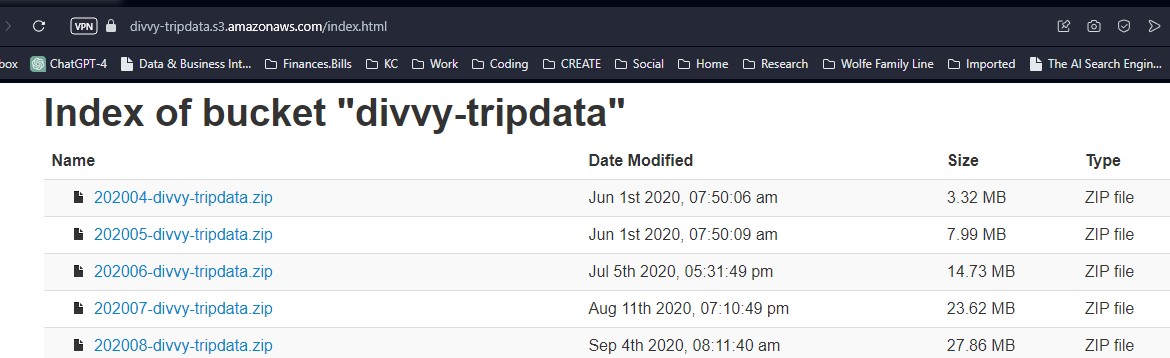 VPN divvy-tripdata.s3.amazonaws.com/index.html
box ChatGPT-4 Data & Business Int... Finances.Bills KC Work Coding CREATE Social Home Research Wolfe Family Line Imported The AI Search Engin...
Index of bucket "divvy-tripdata"
Name Date Modified Size Type
202004-divvy-tripdata.zip Jun 1st 2020, 07:50:06 am 3.32 MB ZIP file
202005-divvy-tripdata.zip Jun 1st 2020, 07:50:09 am 7.99 MB ZIP file
202006-divvy-tripdata.zip Jul 5th 2020, 05:31:49 pm 14.73 MB ZIP file
202007-divvy-tripdata.zip Aug 11th 2020, 07:10:49 pm 23.62 MB ZIP file
202008-divvy-tripdata.zip Sep 4th 2020, 08:11:40 am 27.86 MB ZIP file